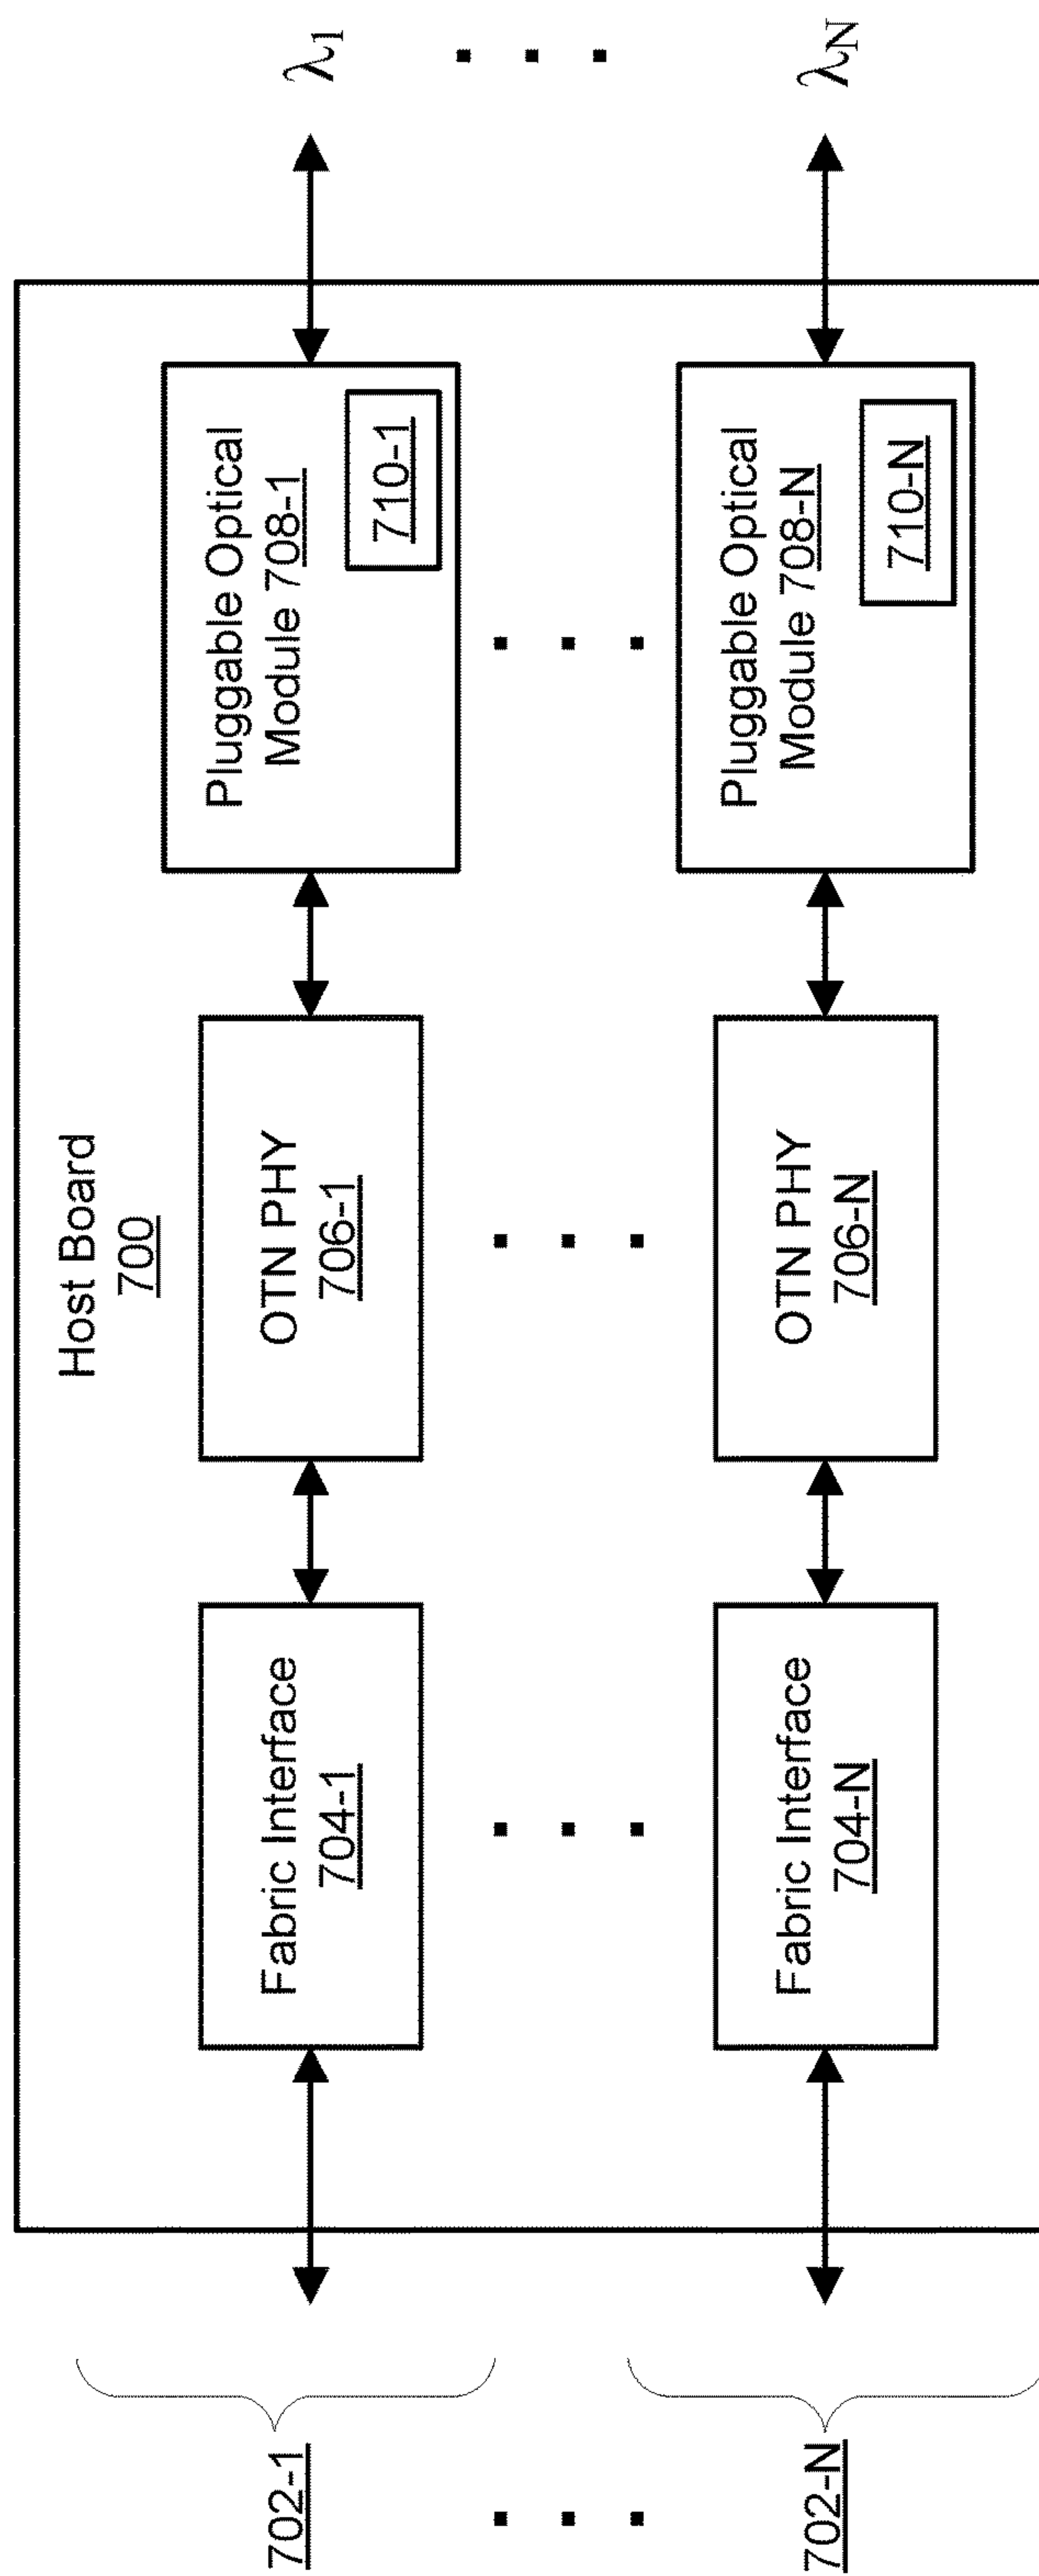 Host Board
700
702-1
Fabric Interface
704-1
OTN PHY
706-1
Pluggable Optical
Module 708-1
710-1
λ1
702-N
Fabric Interface
704-N
OTN PHY
706-N
Pluggable Optical
Module 708-N
710-N
λN